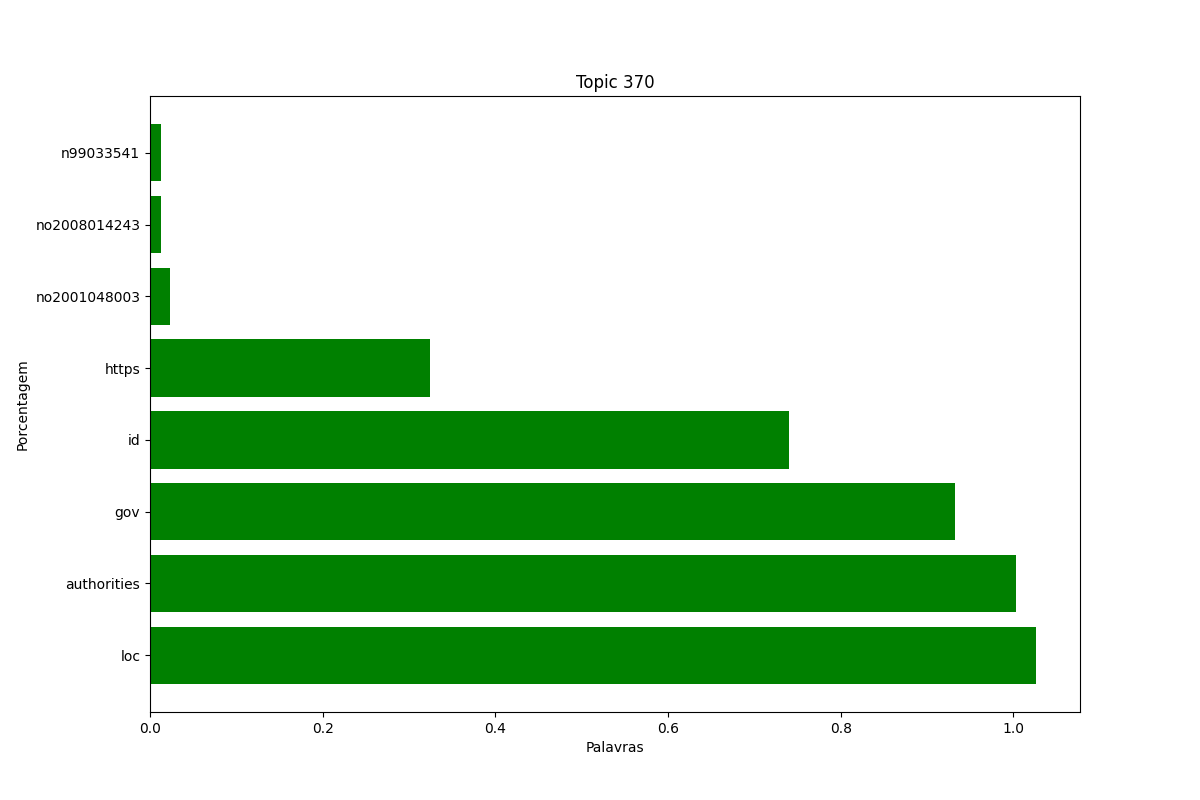 Topic 370
n99033541
no2008014243
no2001048003
https
id
gov
authorities
loc
Porcentagem
0.0 0.2 0.4 0.6 0.8 1.0
Palavras